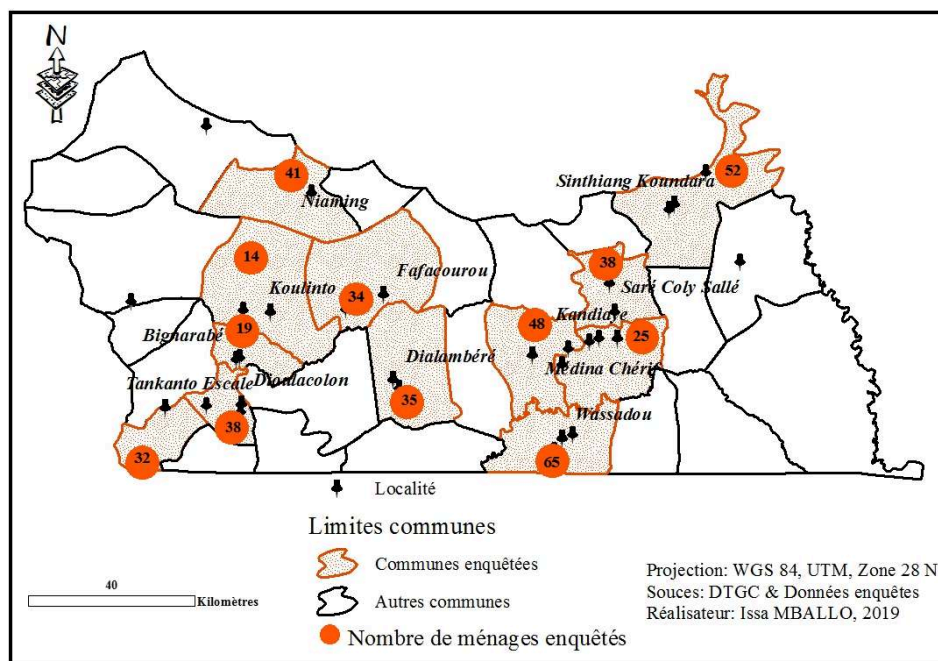 N
41
Niaming
52
Sinthiang Koundara
14
Koulinto
Fafacourou
34
38
Saré Coly Sallé
Kandiaye
48
25
Bignarabé
19
Dialambéré
Médina Chérif
Tankanto Escale
Dioulacolon
35
Wassadou
38
32
65
Localité
Limites communes
Communes enquêtées
Autres communes
Nombre de ménages enquêtés
40
Kilomètres
Projection: WGS 84, UTM, Zone 28 N
Souces: DTGC & Données enquêtes
Réalisateur: Issa MBALLO, 2019